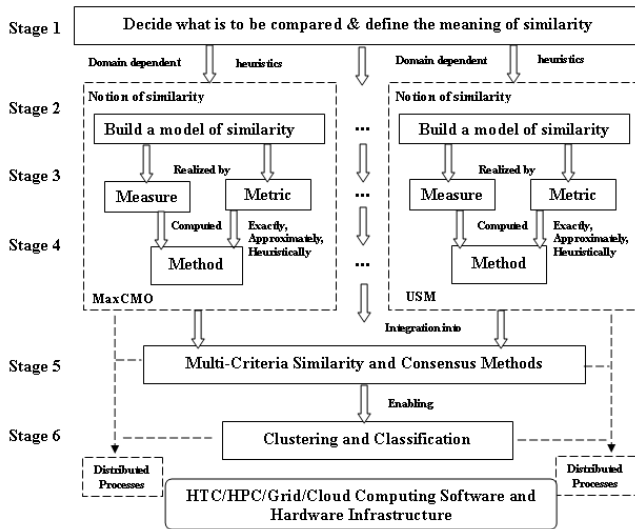 Stage 1
Decide what is to be compared & define the meaning of similarity
Domain dependent
heuristics
Domain dependent
heuristics
Stage 2
Notion of similarity
Build a model of similarity
...
Notion of similarity
Build a model of similarity
Stage 3
Realized by
Measure
Metric
...
Realized by
Measure
Metric
Stage 4
Computed
Exactly,
Approximately,
Heuristically
Method
MaxCMO
...
Computed
Exactly,
Approximately,
Heuristically
Method
USM
Integration into
Stage 5
Multi-Criteria Similarity and Consensus Methods
Enabling
Stage 6
Clustering and Classification
Distributed
Processes
Distributed
Processes
HTC/HPC/Grid/Cloud Computing Software and
Hardware Infrastructure